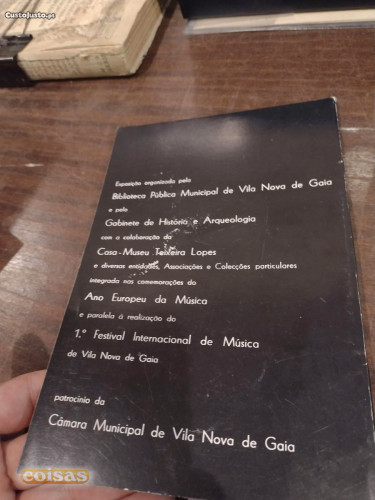 CustoJusto.pt
Exposição organizada pela
Biblioteca Pública Municipal de Vila Nova de Gaia
e pelo
Gabinete de História e Arqueologia
com a colaboração da
Casa-Museu Teixeira Lopes
e diversas entidades, Associações e Colecções particulares
integrada nas comemorações do
Ano Europeu da Música
e paralela á realização do
1.º Festival Internacional de Música
de Vila Nova de Gaia
patrocínio da
Câmara Municipal de Vila Nova de Gaia
coisas